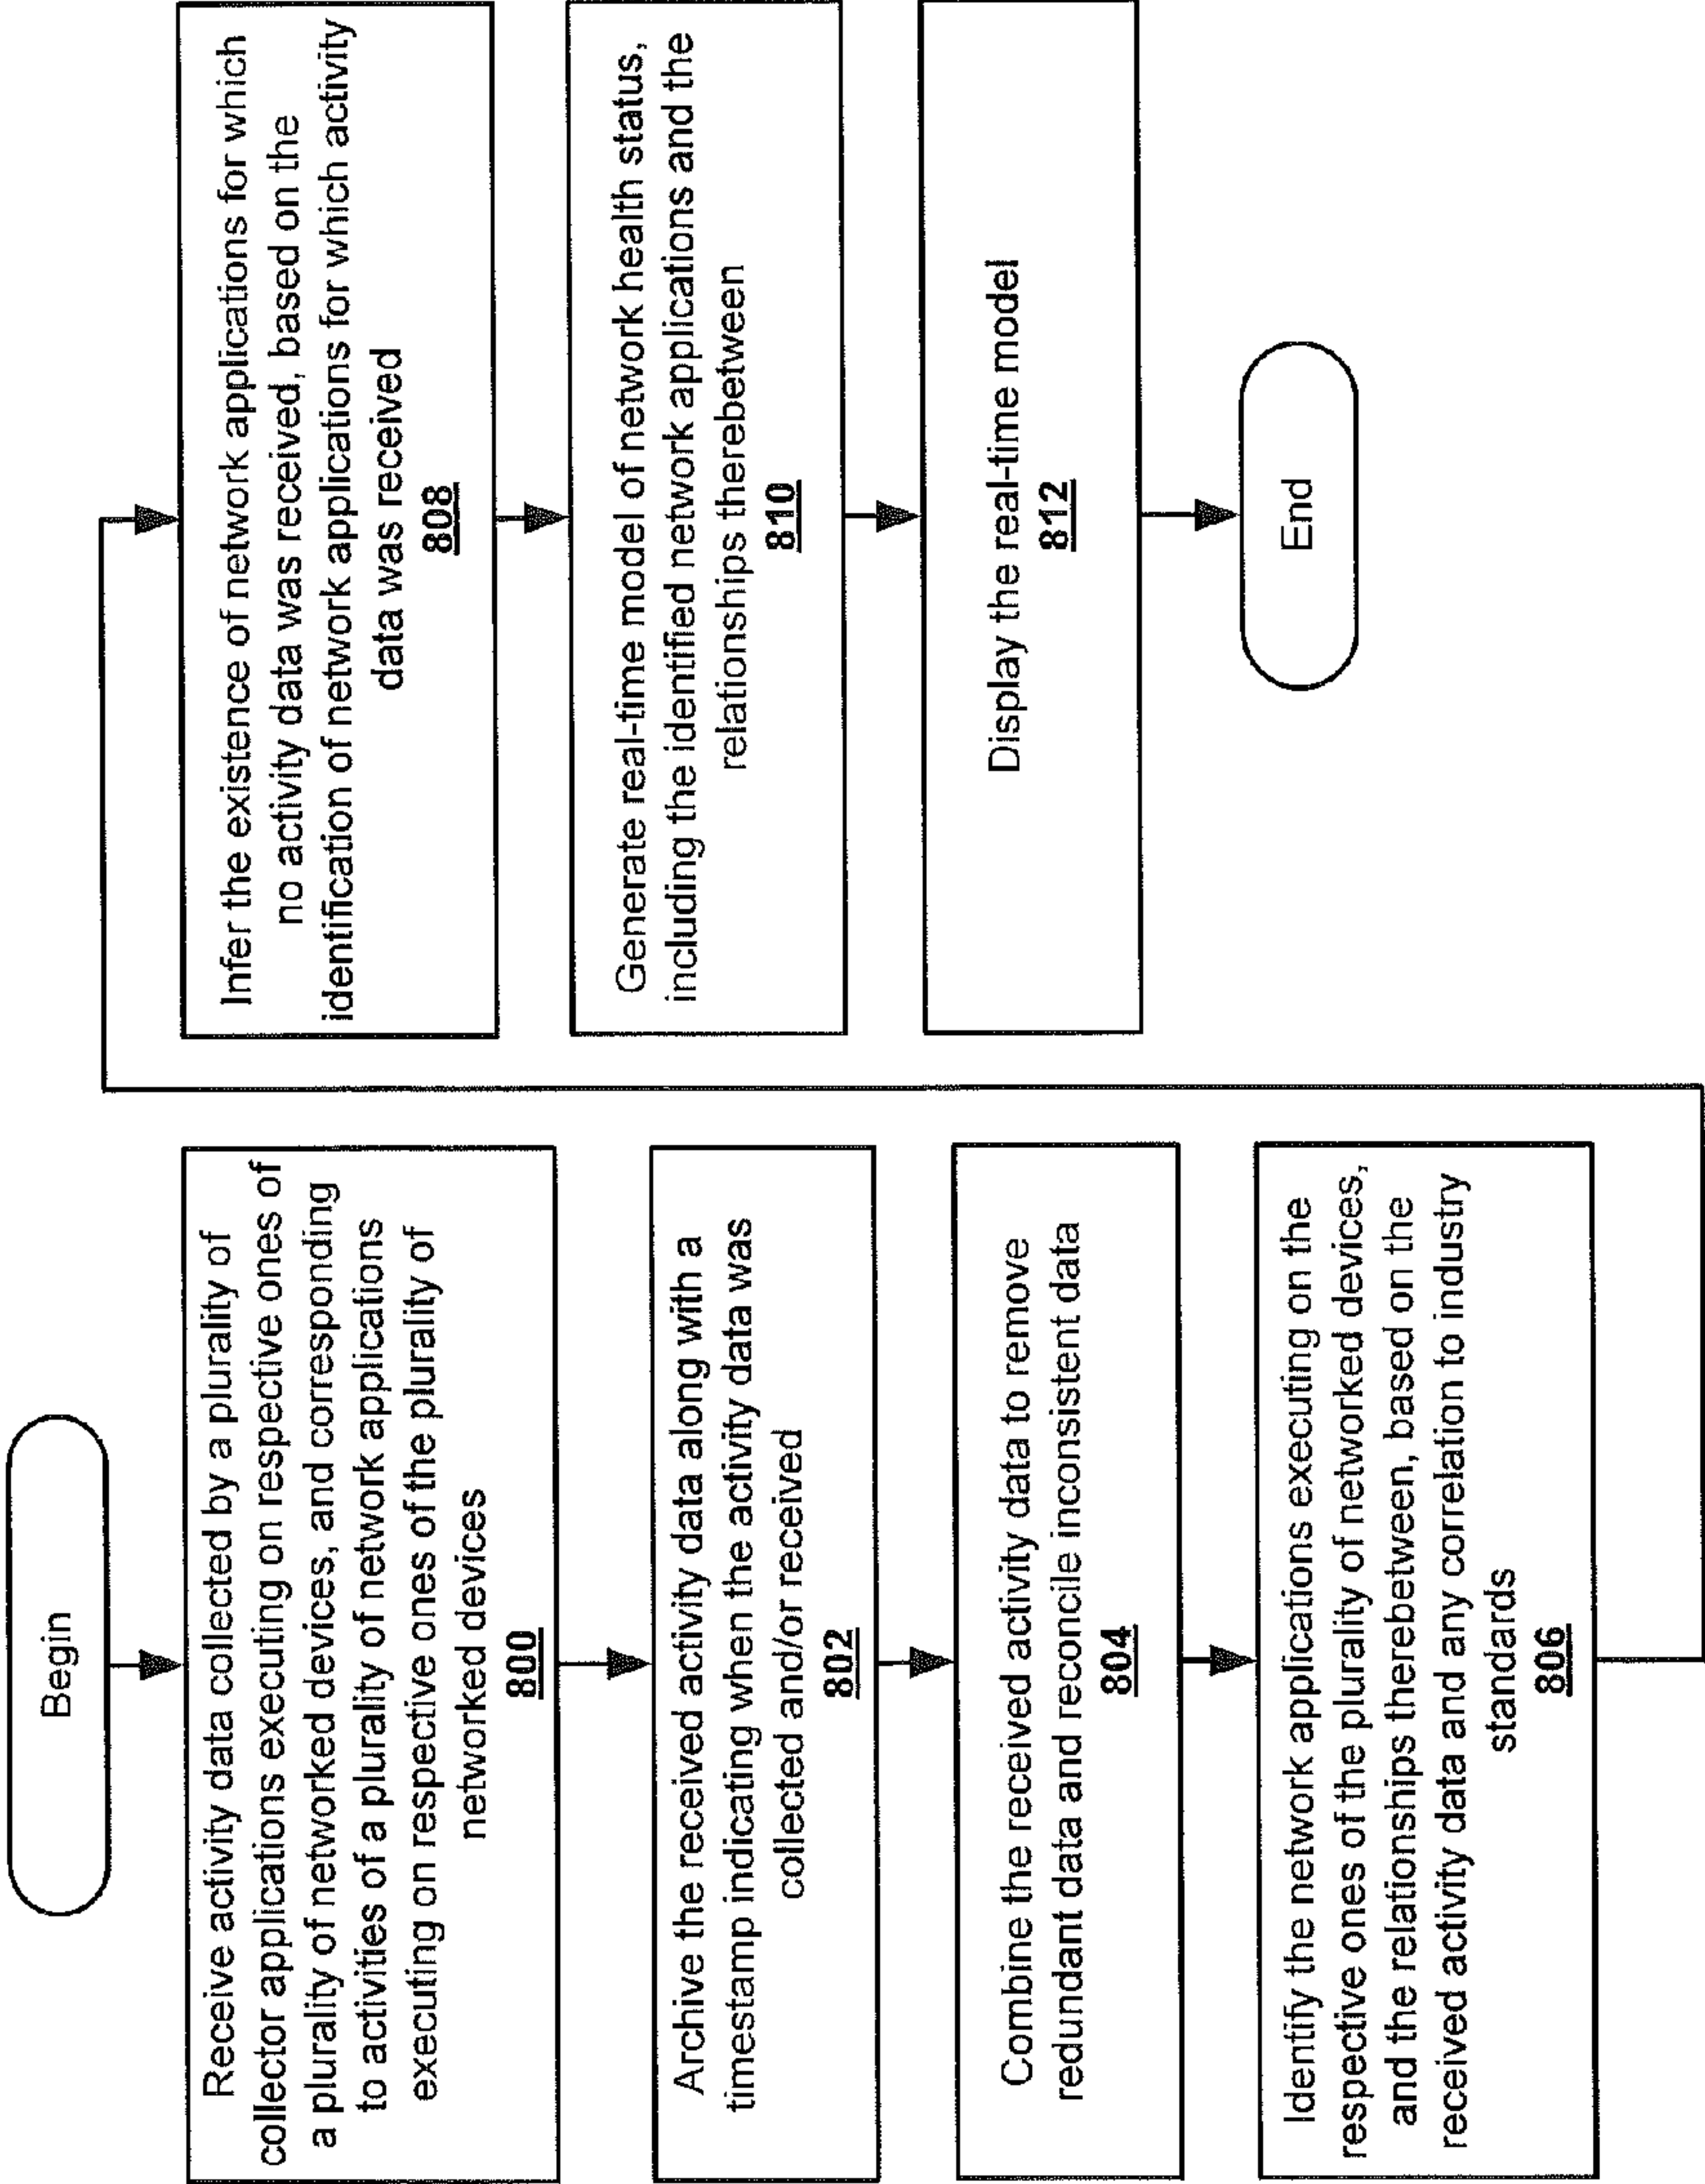 Begin
Receive activity data collected by a plurality of
collector applications executing on respective ones of
a plurality of networked devices, and corresponding
to activities of a plurality of network applications
executing on respective ones of the plurality of
networked devices
800
Archive the received activity data along with a
timestamp indicating when the activity data was
collected and/or received
802
Combine the received activity data to remove
redundant data and reconcile inconsistent data
804
Identify the network applications executing on the
respective ones of the plurality of networked devices,
and the relationships therebetween, based on the
received activity data and any correlation to industry
standards
806
Infer the existence of network applications for which
no activity data was received, based on the
identification of network applications for which activity
data was received
808
Generate real-time model of network health status,
including the identified network applications and the
relationships therebetween
810
Display the real-time model
812
End